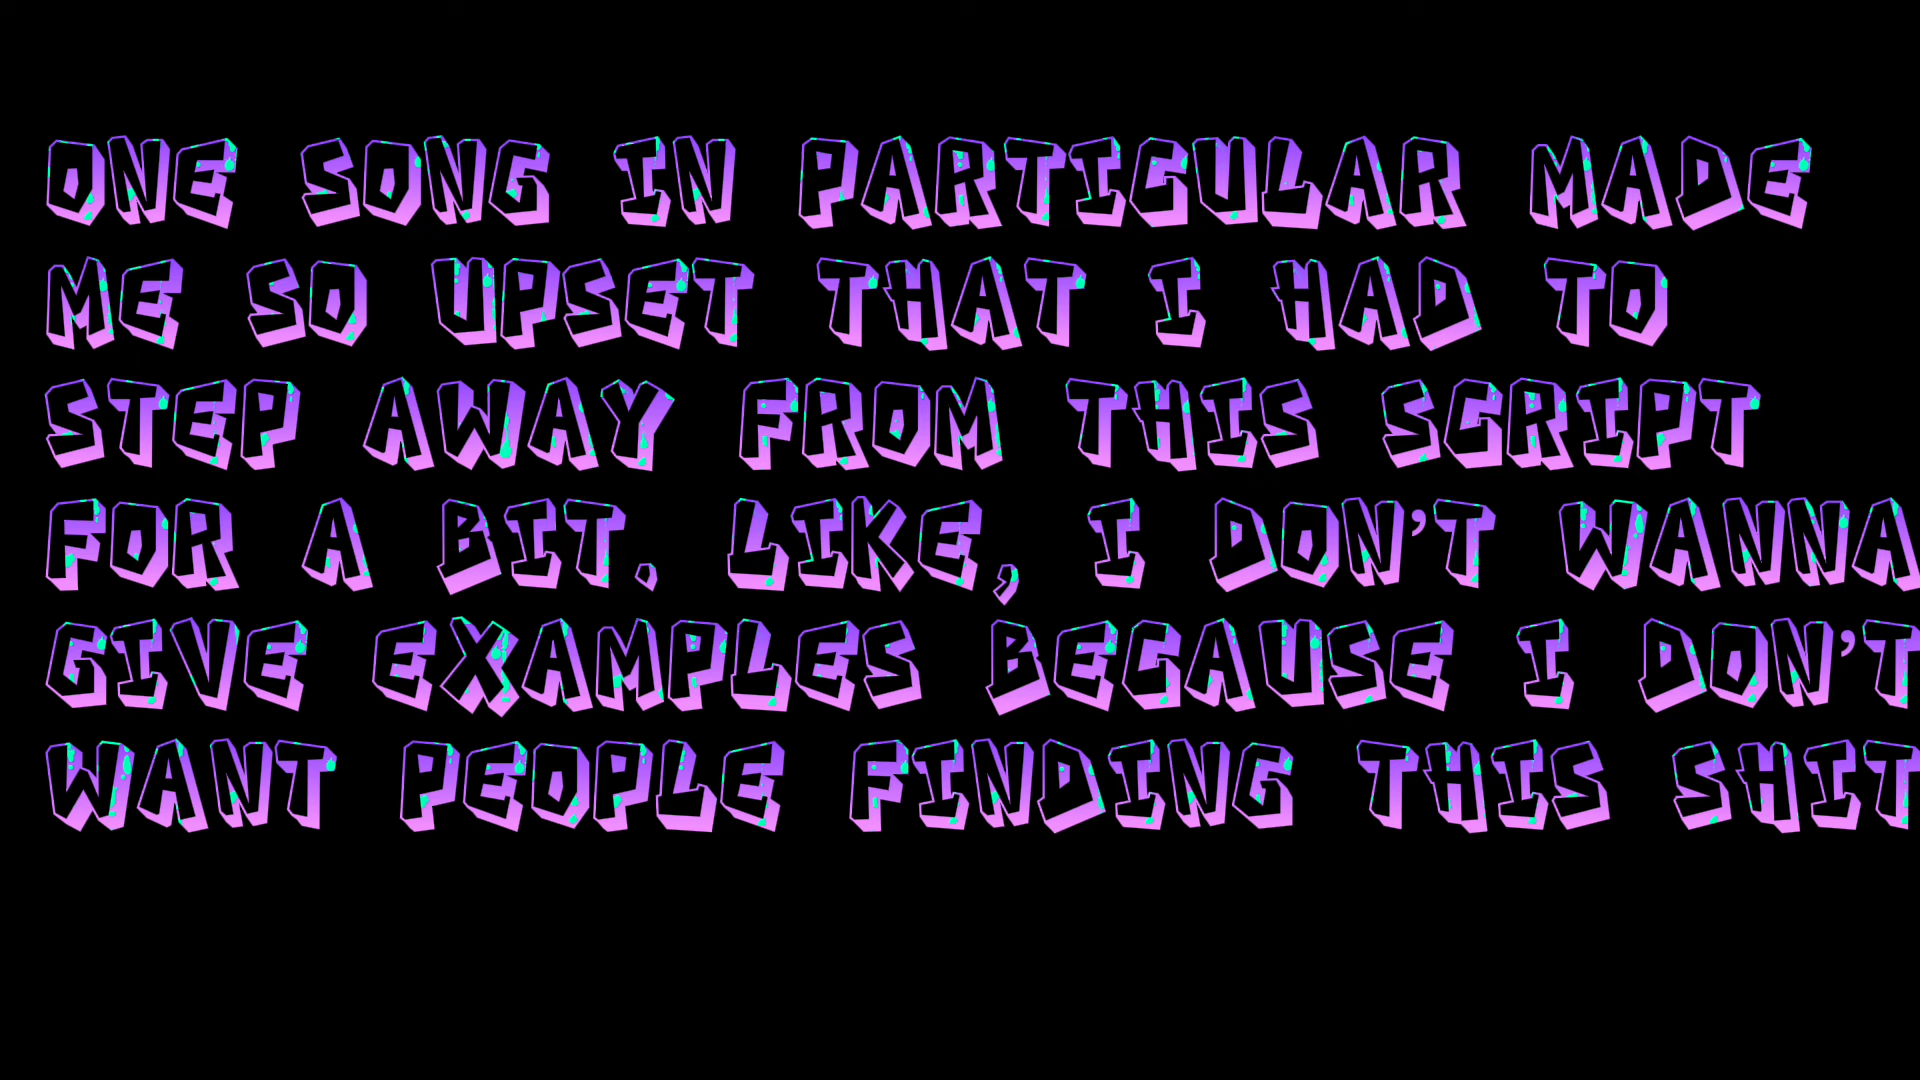 ONE SONG IN PARTICULAR MADE
ME SO UPSET THAT I HAD TO
STEP AWAY FROM THIS SCRIPT
FOR A BIT. LIKE, I DON'T WANNA
GIVE EXAMPLES BECAUSE I DON'T
WANT PEOPLE FINDING THIS SHIT